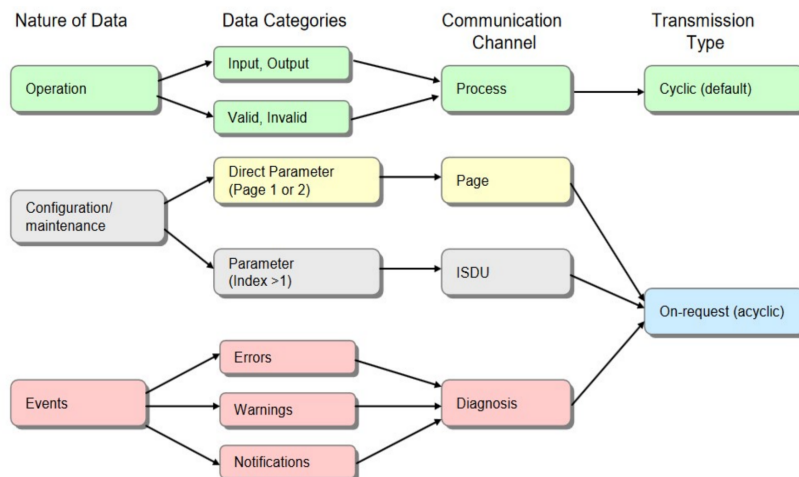 Nature of Data
Data Categories
Communication
Channel
Transmission
Type
Operation
Input, Output
Valid, Invalid
Process
Cyclic (default)
Configuration/
maintenance
Direct Parameter
(Page 1 or 2)
Page
Parameter
(Index >1)
ISDU
On-request (acyclic)
Events
Errors
Warnings
Notifications
Diagnosis